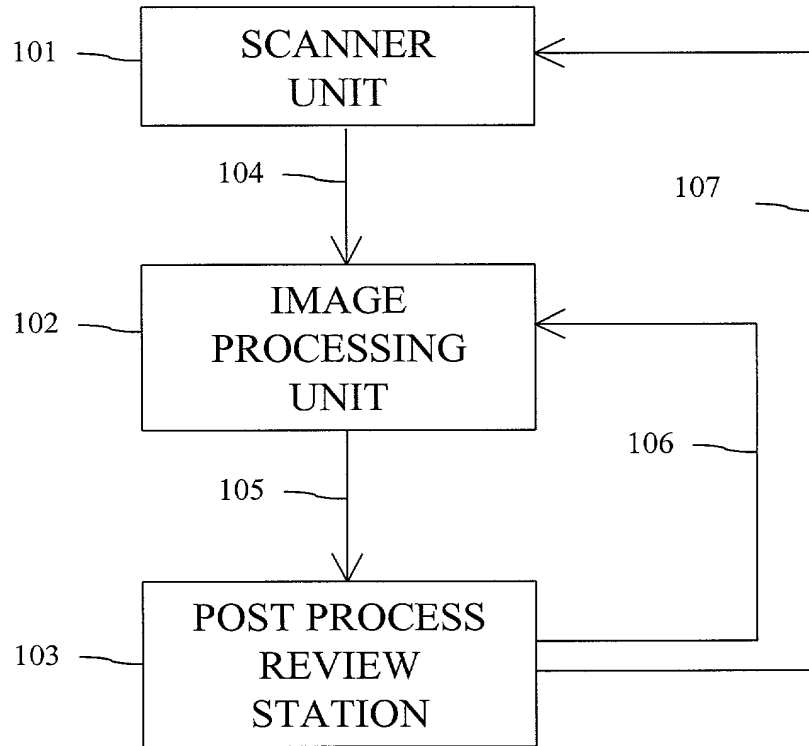 101
SCANNER
UNIT
104
107
102
IMAGE
PROCESSING
UNIT
106
105
103
POST PROCESS
REVIEW
STATION